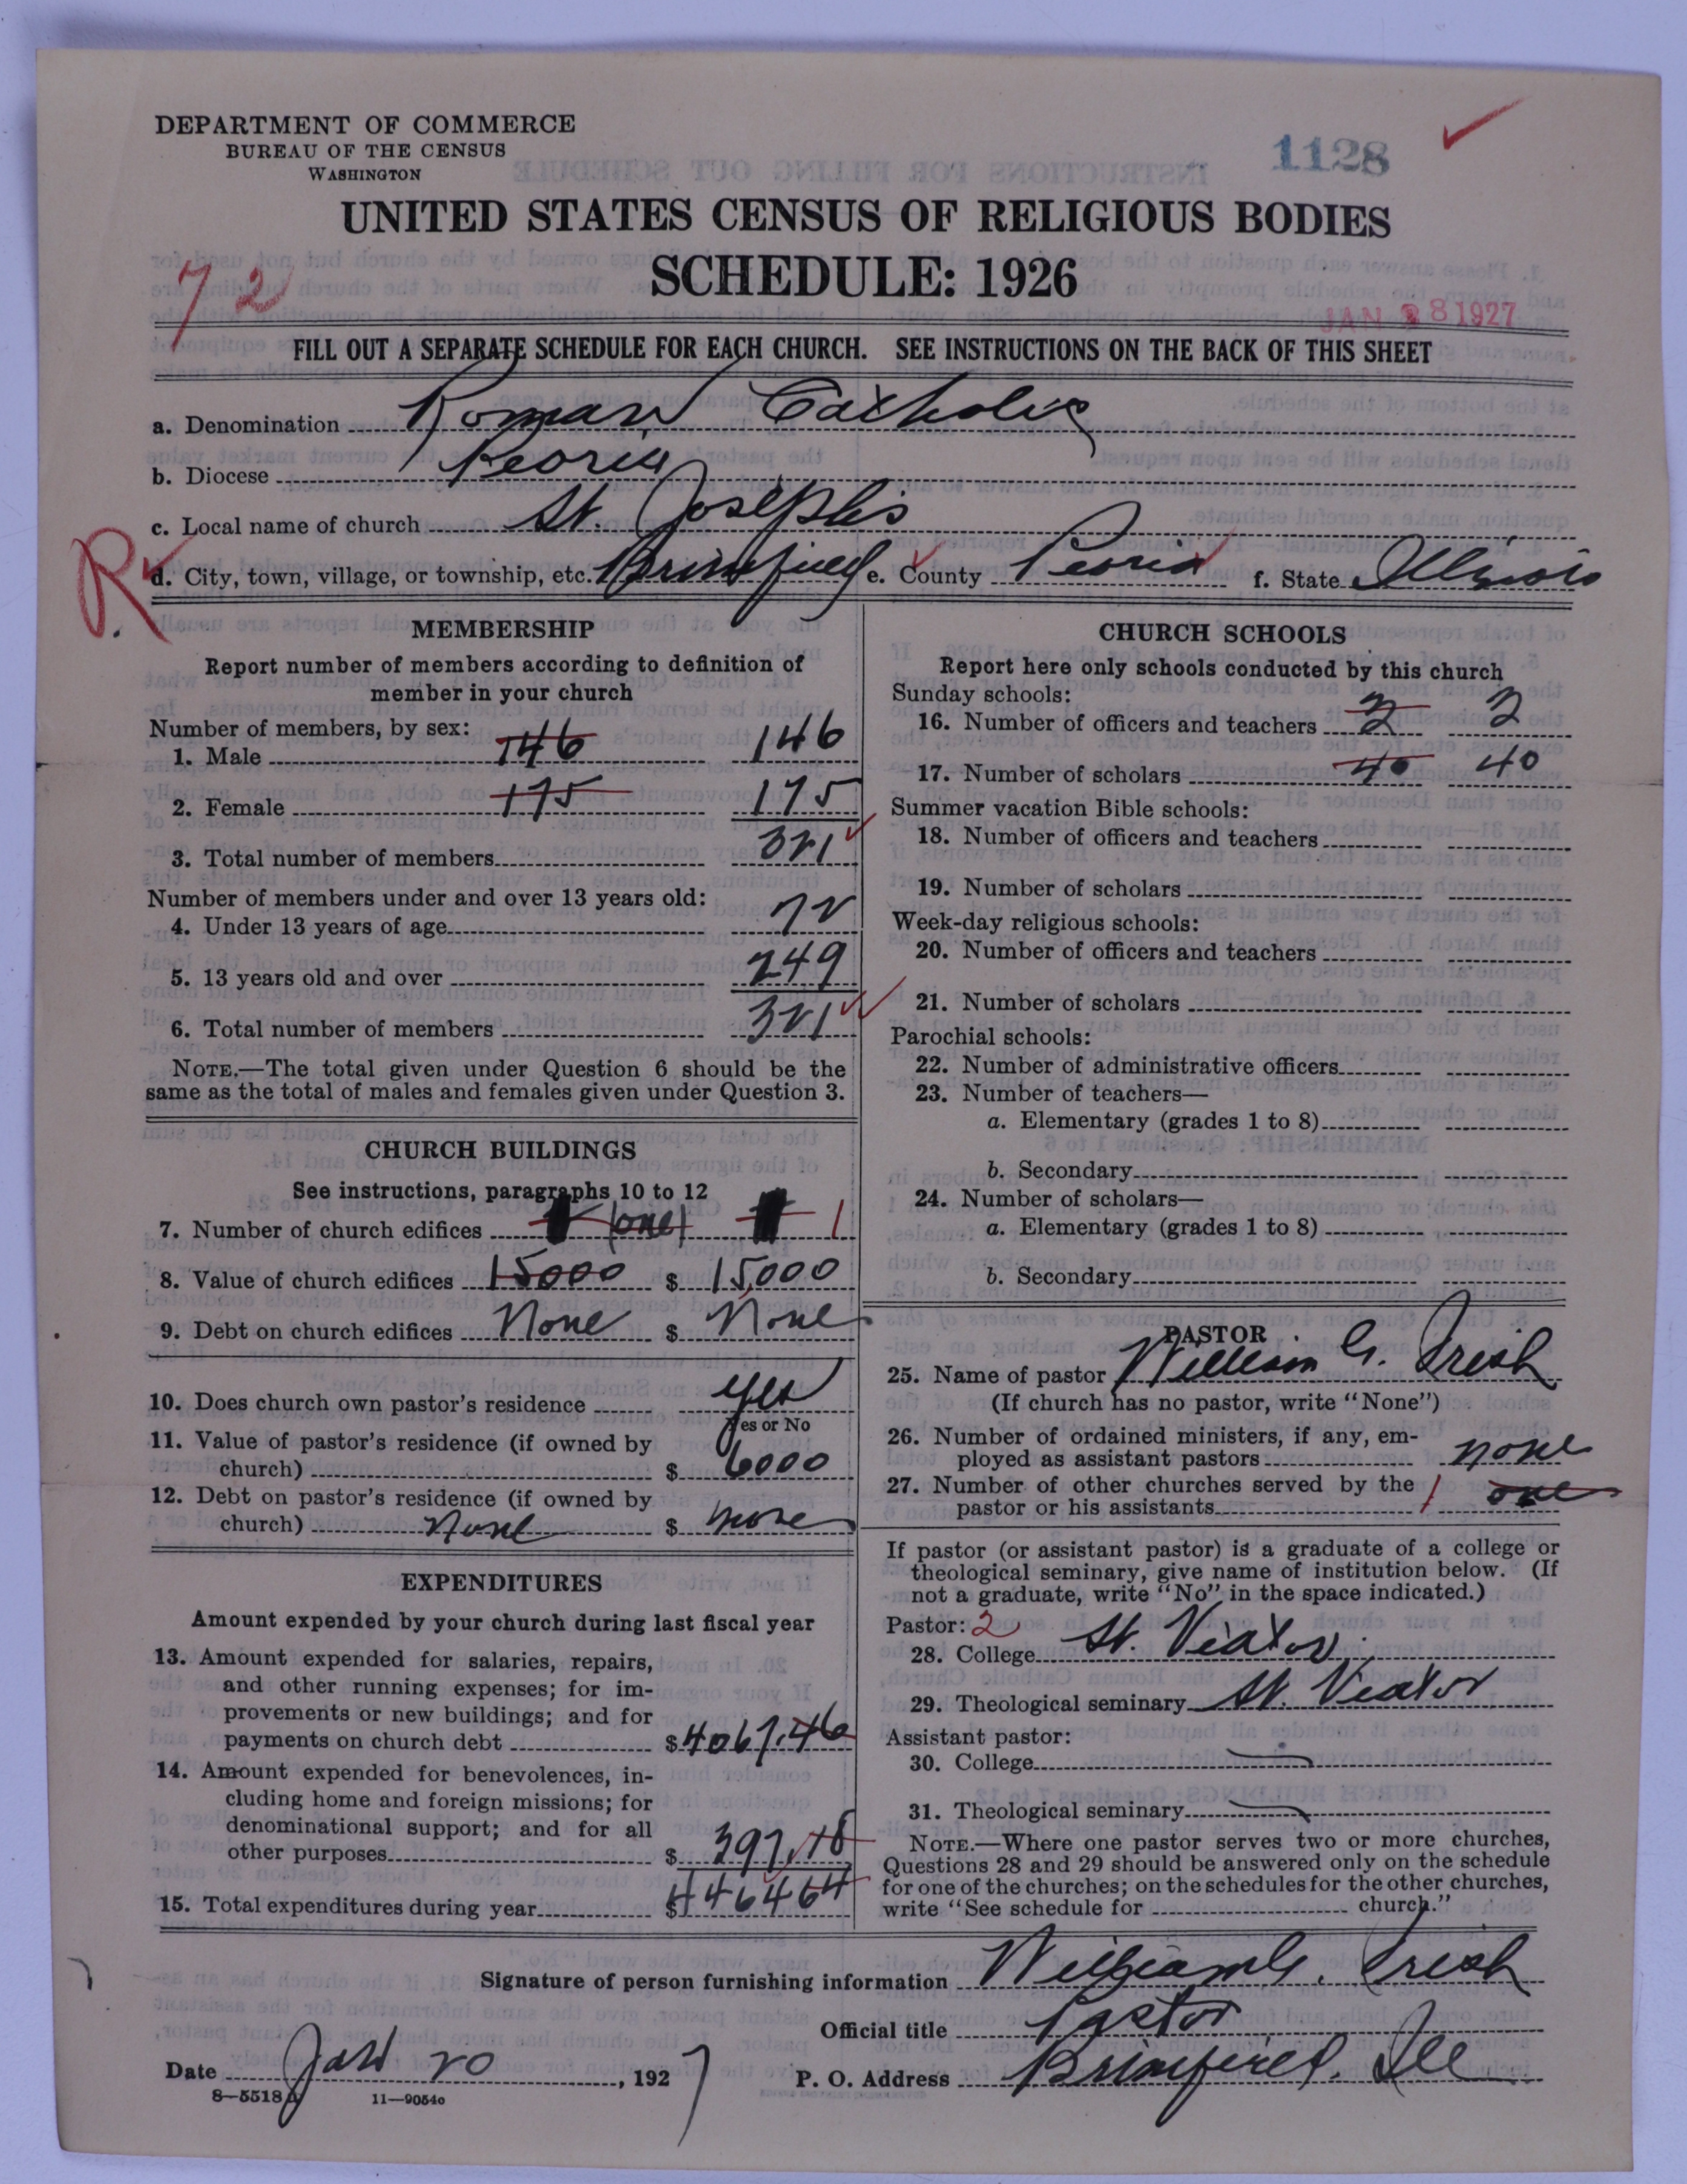 DEPARTMENT OF COMMERCE
BUREAU OF THE CENSUS
WASHINGTON
1128
UNITED STATES CENSUS OF RELIGIOUS BODIES
SCHEDULE: 1926
72
JAN 28 1927
FILL OUT A SEPARATE SCHEDULE FOR EACH CHURCH. SEE INSTRUCTIONS ON THE BACK OF THIS SHEET
a. Denomination Roman Catholic
b. Diocese Peoria
c. Local name of church St. Joseph's
R
d. City, town, village, or township, etc. Brimfield e. County Peoria f. State Illinois
MEMBERSHIP
Report number of members according to definition of
member in your church
Number of members, by sex:
1. Male 146 146
2. Female 175 175
3. Total number of members 321
Number of members under and over 13 years old:
4. Under 13 years of age 72
5. 13 years old and over 249
6. Total number of members 321
NOTE.—The total given under Question 6 should be the
same as the total of males and females given under Question 3.
CHURCH BUILDINGS
See instructions, paragraphs 10 to 12
7. Number of church edifices (one) 1
8. Value of church edifices 15000 $ 15,000
9. Debt on church edifices None $ None
10. Does church own pastor's residence yes
Yes or No
11. Value of pastor's residence (if owned by
church) $ 6000
12. Debt on pastor's residence (if owned by
church) None $ none
EXPENDITURES
Amount expended by your church during last fiscal year
13. Amount expended for salaries, repairs,
and other running expenses; for im-
provements or new buildings; and for
payments on church debt $ 4067.46
14. Amount expended for benevolences, in-
cluding home and foreign missions; for
denominational support; and for all
other purposes $ 397.18
15. Total expenditures during year $ 446464
CHURCH SCHOOLS
Report here only schools conducted by this church
Sunday schools:
16. Number of officers and teachers 2 2
17. Number of scholars 40 40
Summer vacation Bible schools:
18. Number of officers and teachers
19. Number of scholars
Week-day religious schools:
20. Number of officers and teachers
21. Number of scholars
Parochial schools:
22. Number of administrative officers
23. Number of teachers—
a. Elementary (grades 1 to 8)
b. Secondary
24. Number of scholars—
a. Elementary (grades 1 to 8)
b. Secondary
PASTOR
25. Name of pastor William G. Irish
(If church has no pastor, write "None")
26. Number of ordained ministers, if any, em-
ployed as assistant pastors none
27. Number of other churches served by the
pastor or his assistants 1 one
If pastor (or assistant pastor) is a graduate of a college or
theological seminary, give name of institution below. (If
not a graduate, write "No" in the space indicated.)
Pastor: 2
28. College St. Viator
29. Theological seminary St. Viator
Assistant pastor:
30. College
31. Theological seminary
NOTE.—Where one pastor serves two or more churches,
Questions 28 and 29 should be answered only on the schedule
for one of the churches; on the schedules for the other churches,
write "See schedule for church."
Signature of person furnishing information William G. Irish
Official title Pastor
Date Jan 20, 1927 P. O. Address Brimfield. Ill
8—5518 11—9054o